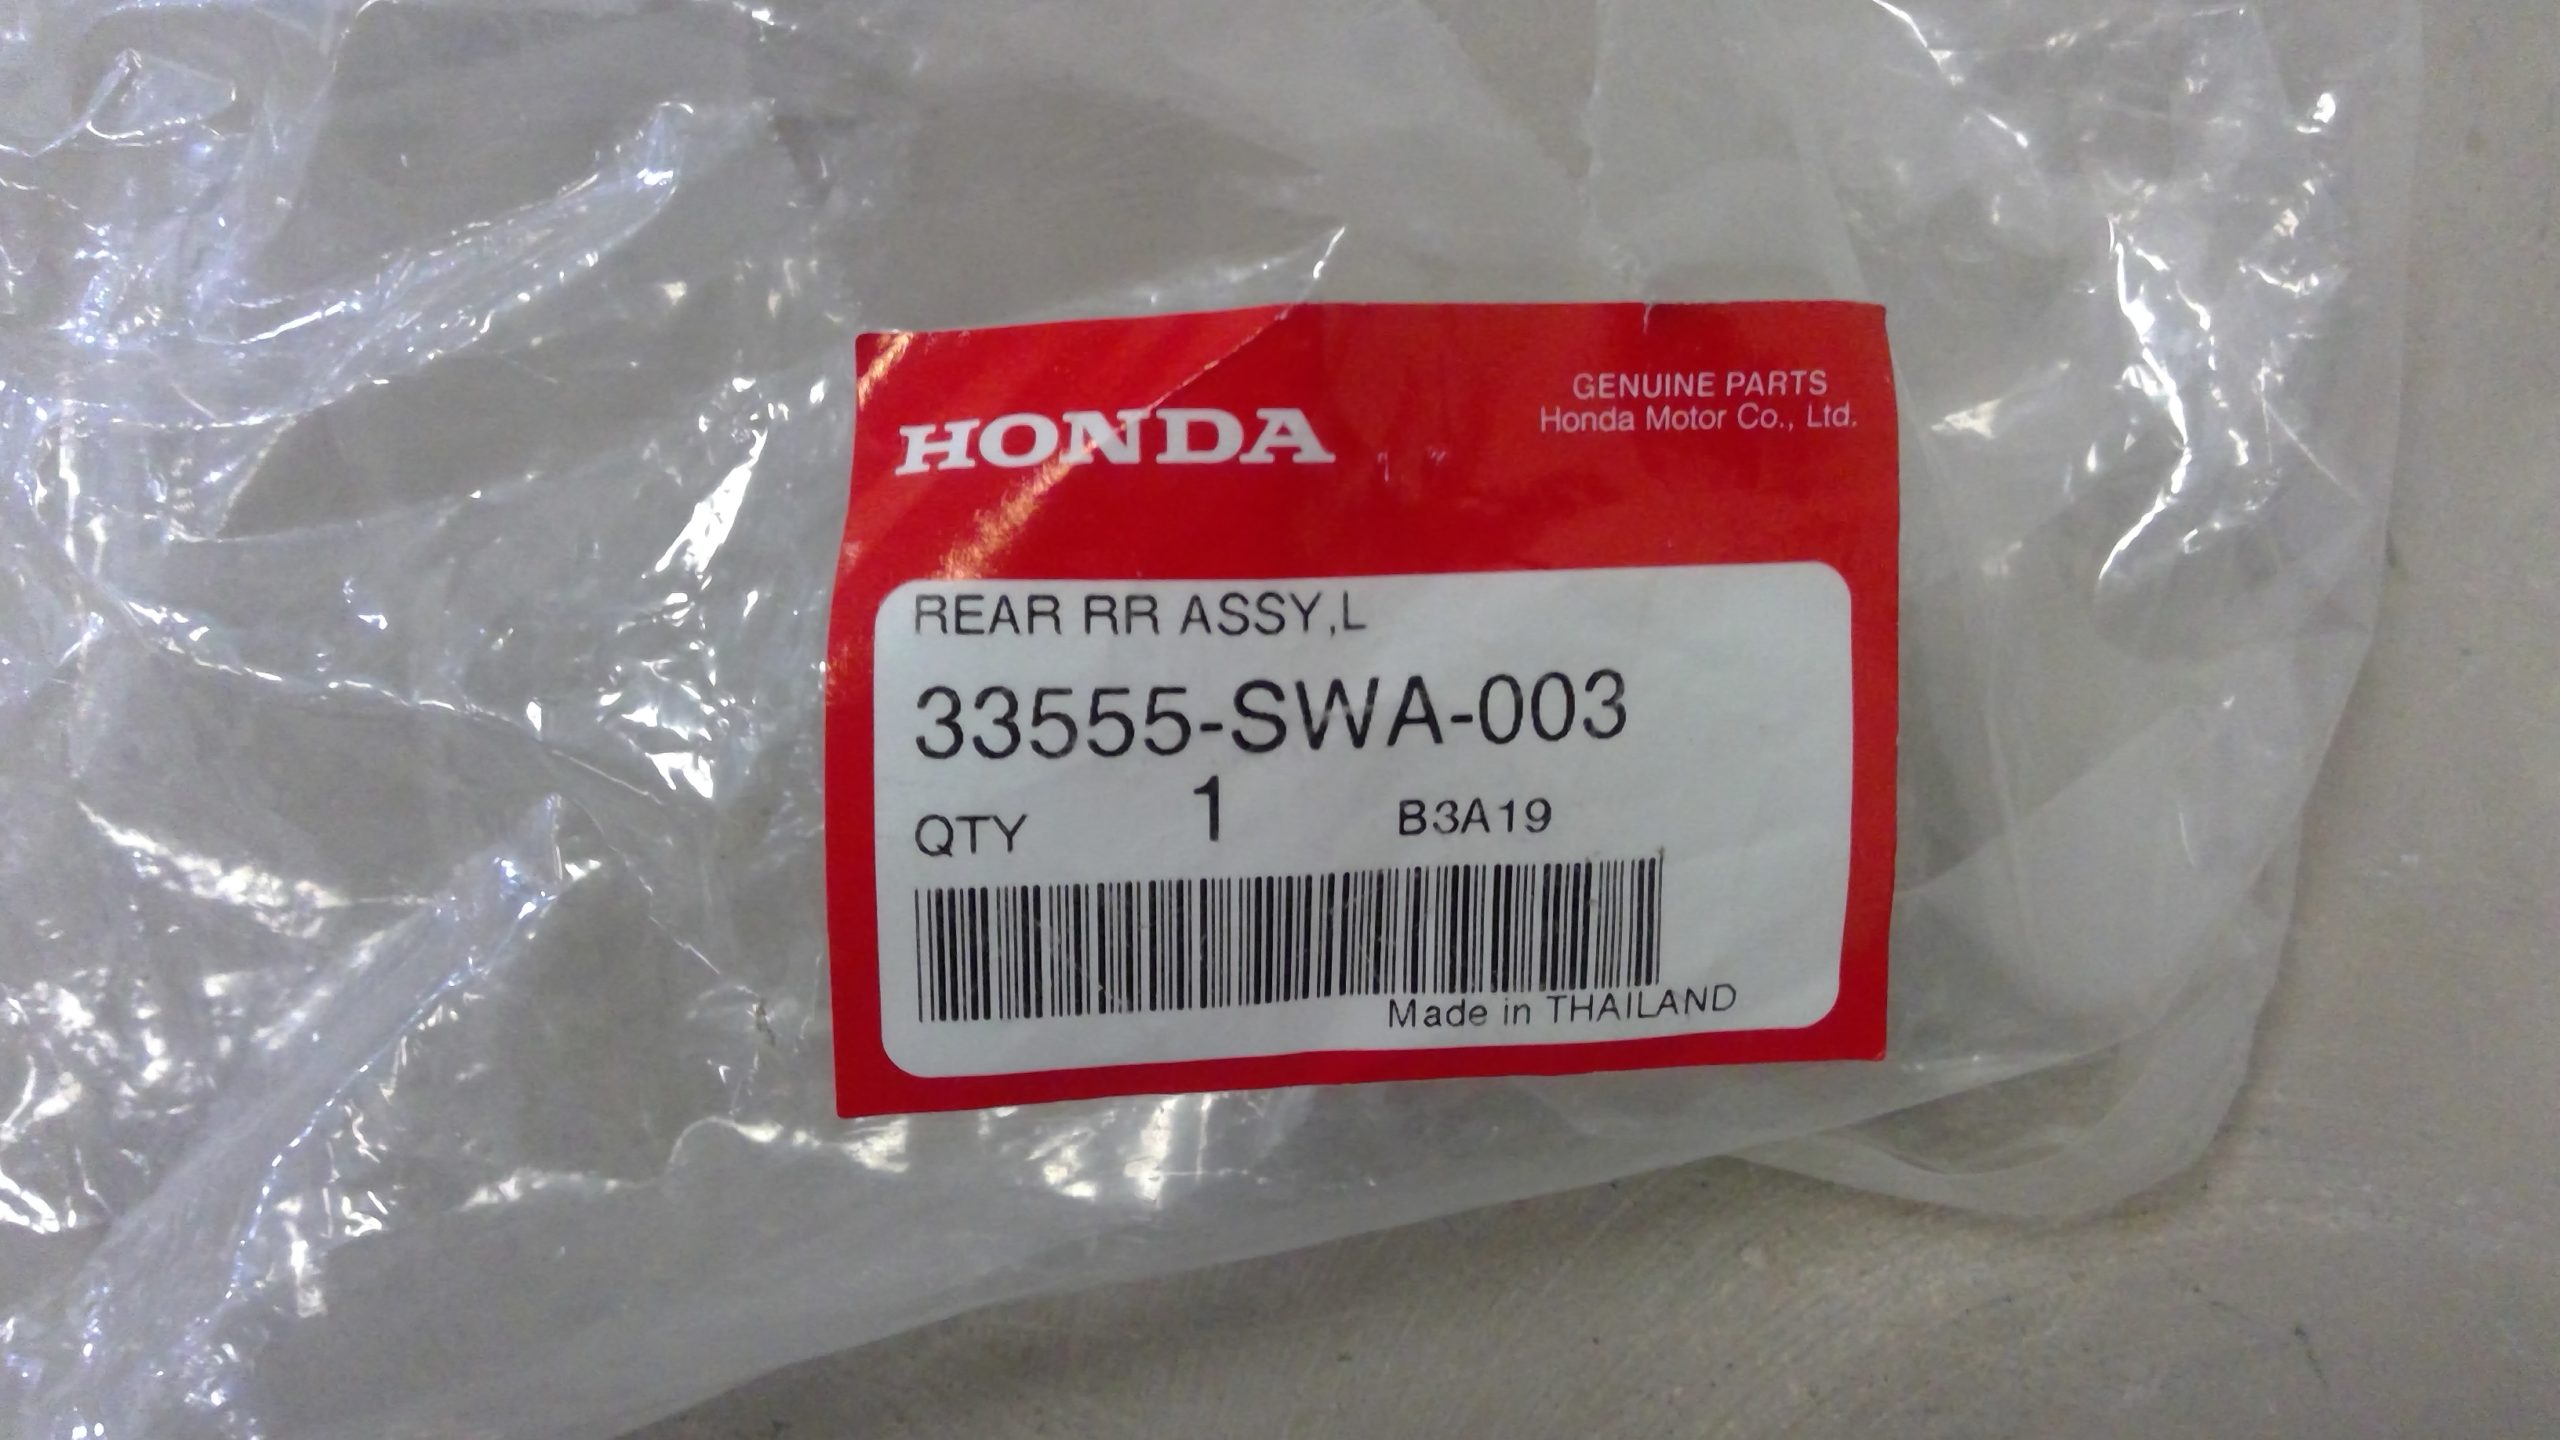 HONDA
GENUINE PARTS
Honda Motor Co., Ltd.
REAR RR ASSY,L
33555-SWA-003
QTY 1 B3A19
Made in THAILAND